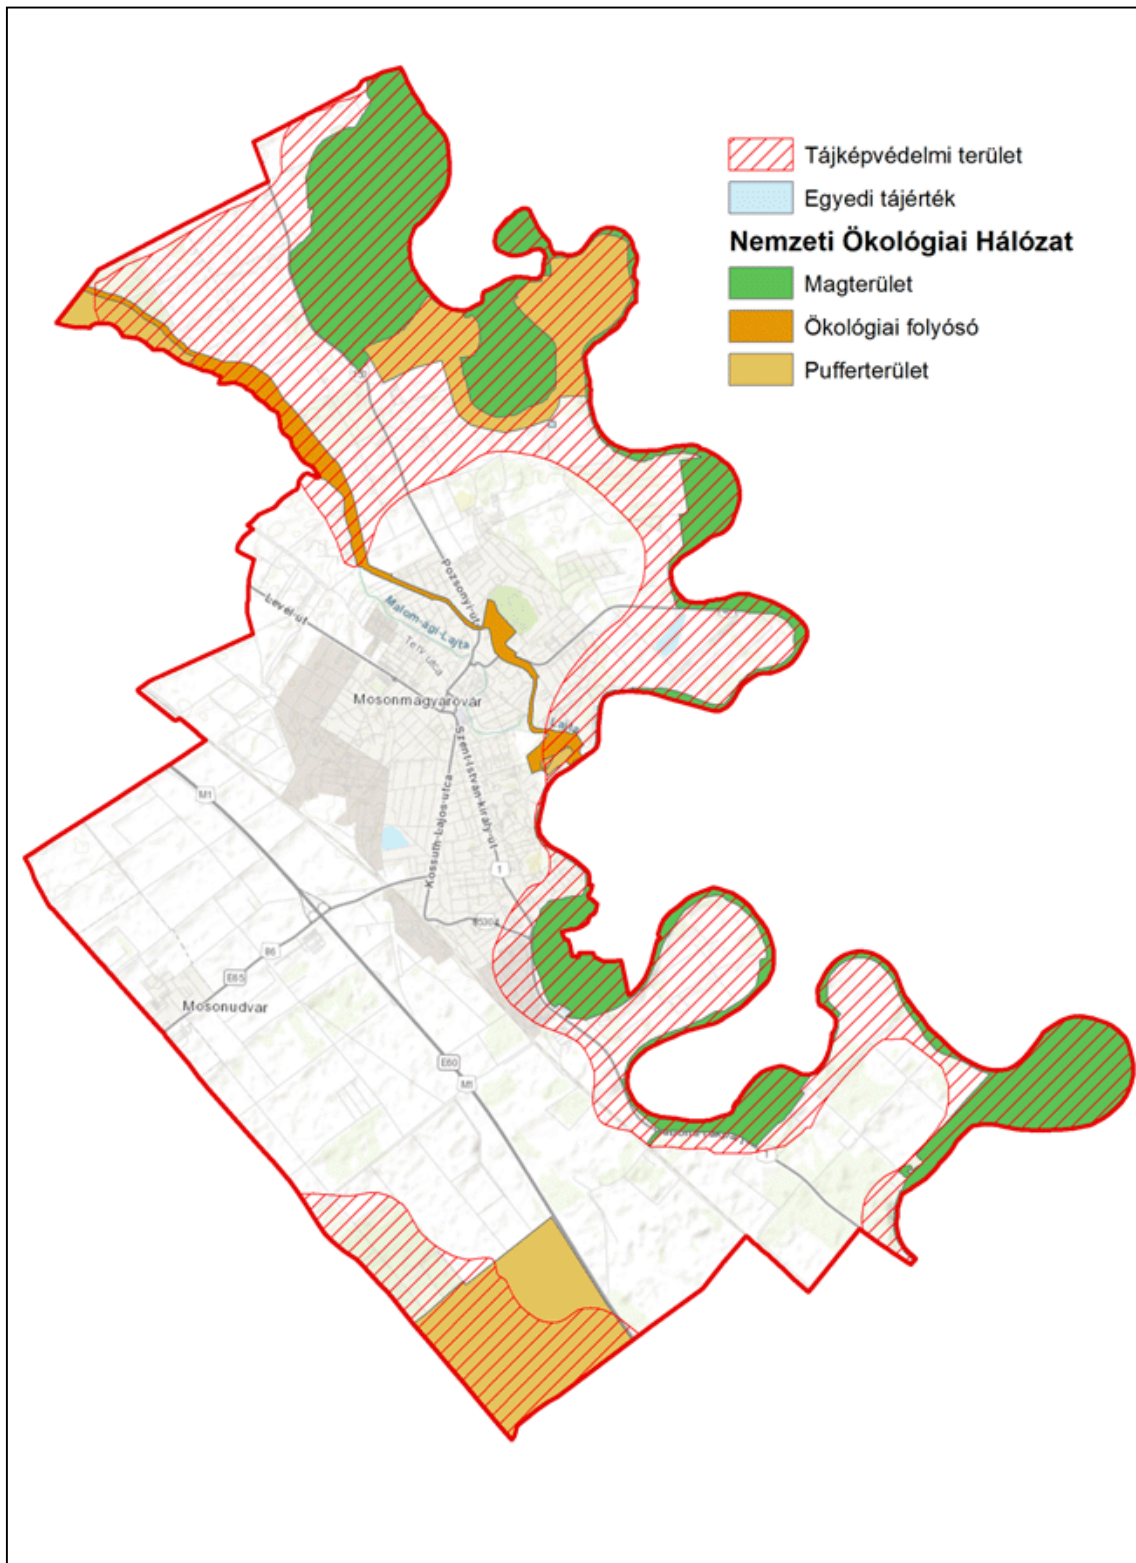 Tájképvédelmi terület
Egyedi tájérték
Nemzeti Ökológiai Hálózat
Magterület
Ökológiai folyósó
Pufferterület
Pozsonyi-út
Levél-út
Malom-ági-Lajta
Terv utca
Mosonmagyaróvár
Lajta
Szent-István-király-út
Kossuth-Lajos-utca
M1
1
86
E65
Mosonudvar
E60
M1
1